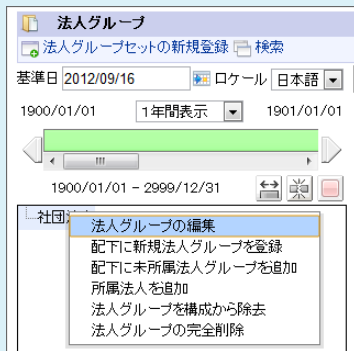 法人グループ
法人グループセットの新規登録 検索
基準日 2012/09/16 ロケール 日本語
1900/01/01 1年間表示 1901/01/01
1900/01/01 - 2999/12/31
社団
法人グループの編集
配下に新規法人グループを登録
配下に未所属法人グループを追加
所属法人を追加
法人グループを構成から除去
法人グループの完全削除